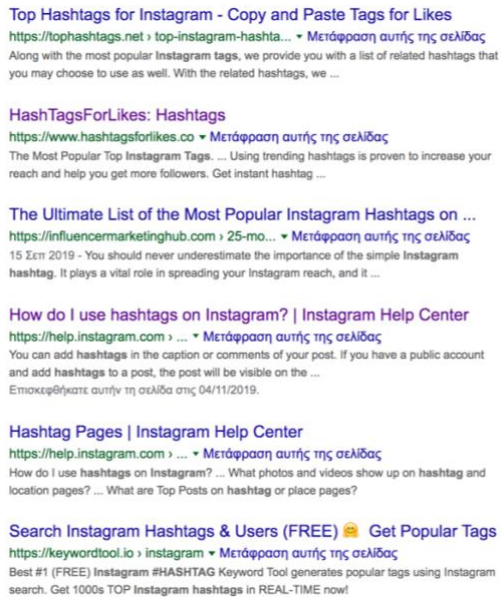 Top Hashtags for Instagram - Copy and Paste Tags for Likes
https://tophashtags.net › top-instagram-hashta... ▾ Μετάφραση αυτής της σελίδας
Along with the most popular Instagram tags, we provide you with a list of related hashtags that
you may choose to use as well. With the related hashtags, we ...
HashTagsForLikes: Hashtags
https://www.hashtagsforlikes.co ▾ Μετάφραση αυτής της σελίδας
The Most Popular Top Instagram Tags. ... Using trending hashtags is proven to increase your
reach and help you get more followers. Get instant hashtag ...
The Ultimate List of the Most Popular Instagram Hashtags on ...
https://influencermarketinghub.com › 25-mo... ▾ Μετάφραση αυτής της σελίδας
15 Σεπ 2019 - You should never underestimate the importance of the simple Instagram
hashtag. It plays a vital role in spreading your Instagram reach, and it ...
How do I use hashtags on Instagram? | Instagram Help Center
https://help.instagram.com › ... ▾ Μετάφραση αυτής της σελίδας
You can add hashtags in the caption or comments of your post. If you have a public account
and add hashtags to a post, the post will be visible on the ...
Επισκεφθήκατε αυτήν τη σελίδα στις 04/11/2019.
Hashtag Pages | Instagram Help Center
https://help.instagram.com › ... ▾ Μετάφραση αυτής της σελίδας
How do I use hashtags on Instagram? ... What photos and videos show up on hashtag and
location pages? ... What are Top Posts on hashtag or place pages?
Search Instagram Hashtags & Users (FREE) 🤗 Get Popular Tags
https://keywordtool.io › instagram ▾ Μετάφραση αυτής της σελίδας
Best #1 (FREE) Instagram #HASHTAG Keyword Tool generates popular tags using Instagram
search. Get 1000s TOP Instagram hashtags in REAL-TIME now!